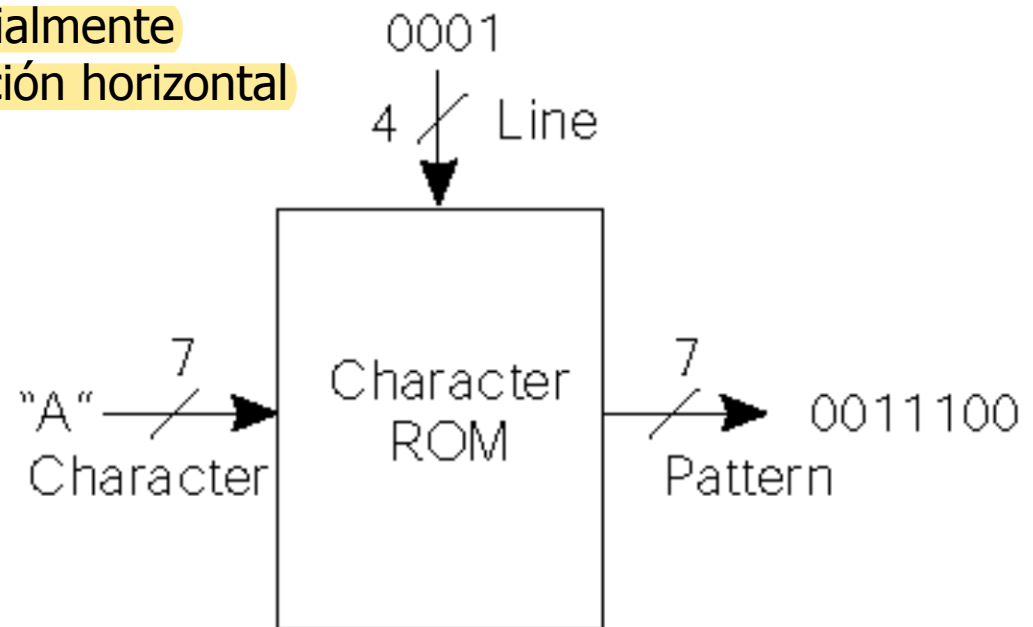 ialmente
ción horizontal
0001
4 Line
7
"A"
Character
Character
ROM
7
0011100
Pattern